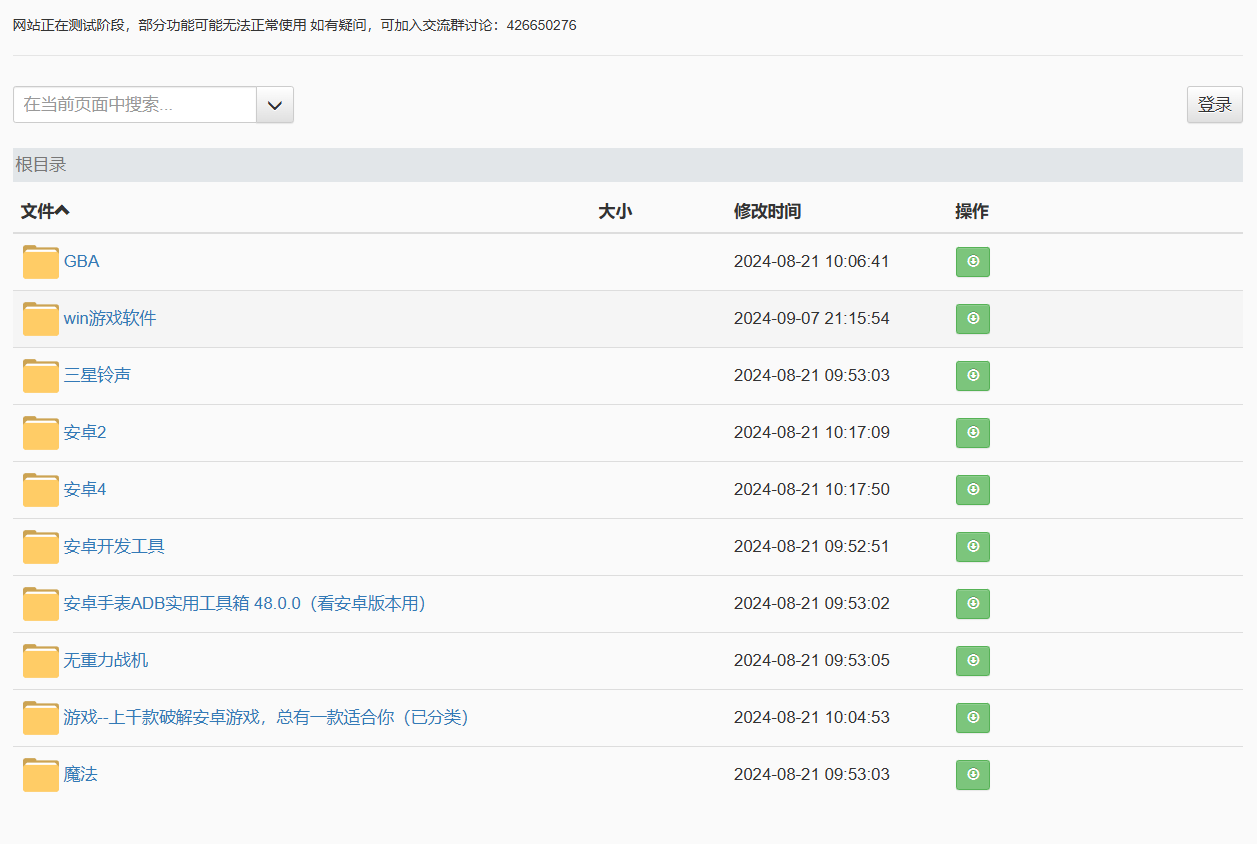 网站正在测试阶段，部分功能可能无法正常使用 如有疑问，可加入交流群讨论：426650276
在当前页面中搜索... 登录
根目录
文件 大小 修改时间 操作
GBA 2024-08-21 10:06:41
win游戏软件 2024-09-07 21:15:54
三星铃声 2024-08-21 09:53:03
安卓2 2024-08-21 10:17:09
安卓4 2024-08-21 10:17:50
安卓开发工具 2024-08-21 09:52:51
安卓手表ADB实用工具箱 48.0.0（看安卓版本用） 2024-08-21 09:53:02
无重力战机 2024-08-21 09:53:05
游戏--上千款破解安卓游戏，总有一款适合你（已分类） 2024-08-21 10:04:53
魔法 2024-08-21 09:53:03